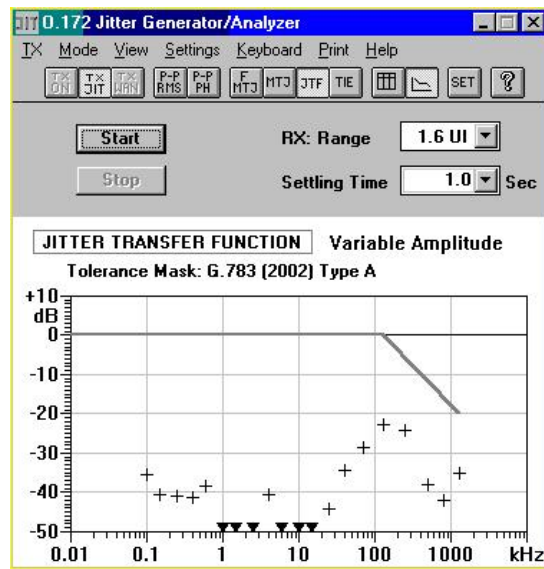 JIT O.172 Jitter Generator/Analyzer
TX Mode View Settings Keyboard Print Help
TX ON TX JIT TX WAN P-P RMS P-P PH F MTJ MTJ JTF TIE SET ?
Start RX: Range 1.6 UI
Stop Settling Time 1.0 Sec
JITTER TRANSFER FUNCTION Variable Amplitude
Tolerance Mask: G.783 (2002) Type A
+10
dB
0
-10
-20
-30
-40
-50
0.01 0.1 1 10 100 1000 kHz